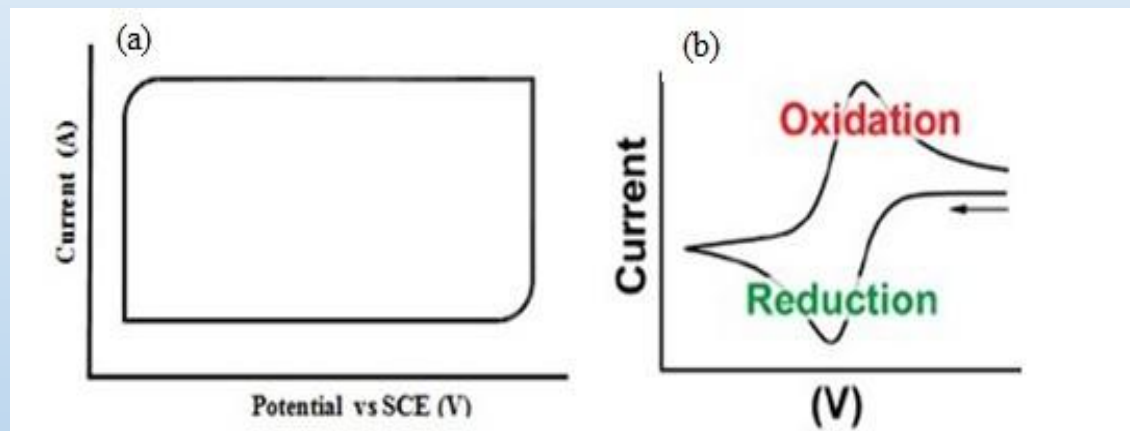 (a)
Current (A)
Potential vs SCE (V)
(b)
Oxidation
Current
Reduction
(V)